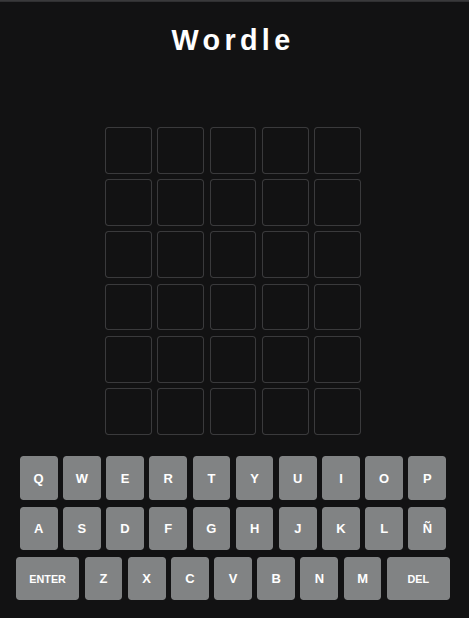 Wordle
Q W E R T Y U I O P
A S D F G H J K L Ñ
ENTER Z X C V B N M DEL